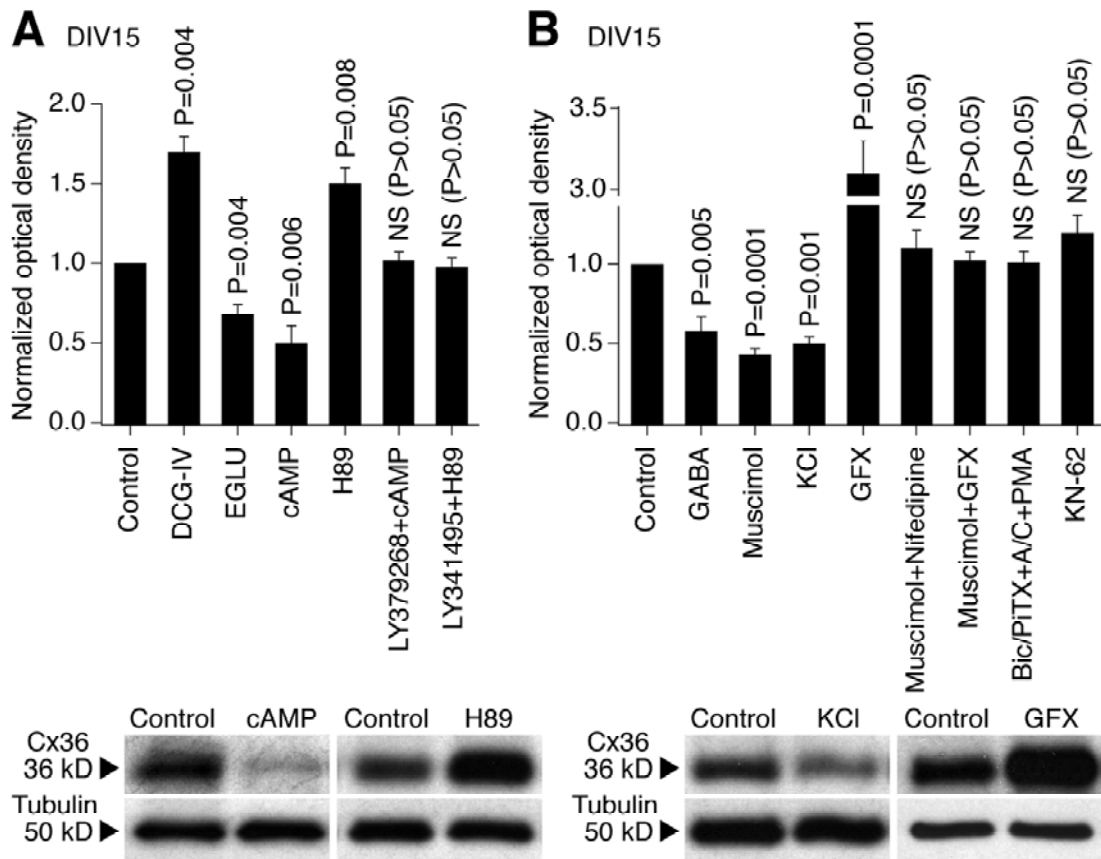 A DIV15
Normalized optical density
2.0
1.5
1.0
0.5
0.0
P=0.004
P=0.004
P=0.006
P=0.008
NS (P>0.05)
NS (P>0.05)
Control
DCG-IV
EGLU
cAMP
H89
LY379268+cAMP
LY341495+H89
B DIV15
Normalized optical density
3.5
3.0
1.0
0.5
0.0
P=0.005
P=0.0001
P=0.001
P=0.0001
NS (P>0.05)
NS (P>0.05)
NS (P>0.05)
NS (P>0.05)
Control
GABA
Muscimol
KCl
GFX
Muscimol+Nifedipine
Muscimol+GFX
Bic/PiTX+A/C+PMA
KN-62
Control cAMP Control H89
Cx36
36 kD
Tubulin
50 kD
Control KCl Control GFX
Cx36
36 kD
Tubulin
50 kD